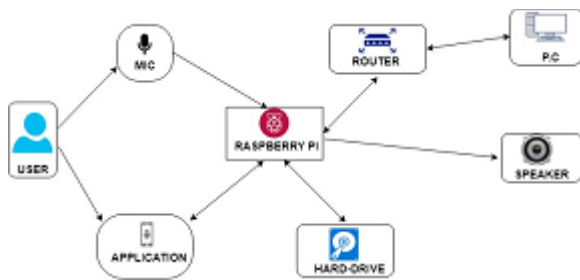 MIC
ROUTER
P.C
USER
RASPBERRY PI
SPEAKER
APPLICATION
HARD-DRIVE